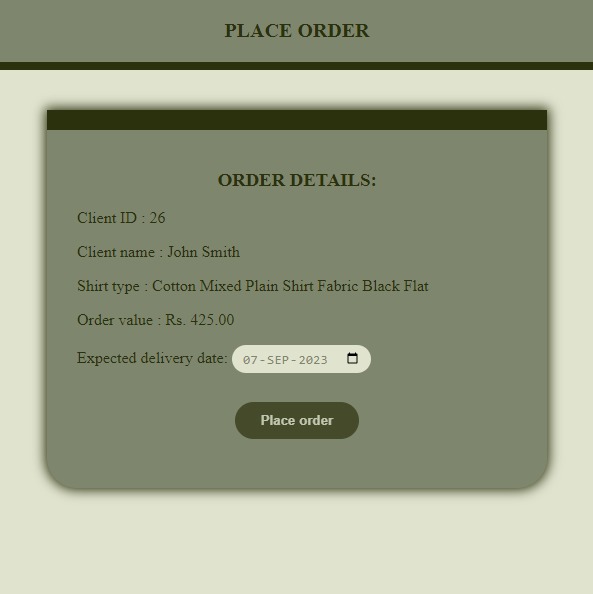 PLACE ORDER
ORDER DETAILS:
Client ID : 26
Client name : John Smith
Shirt type : Cotton Mixed Plain Shirt Fabric Black Flat
Order value : Rs. 425.00
Expected delivery date: 07-SEP-2023
Place order